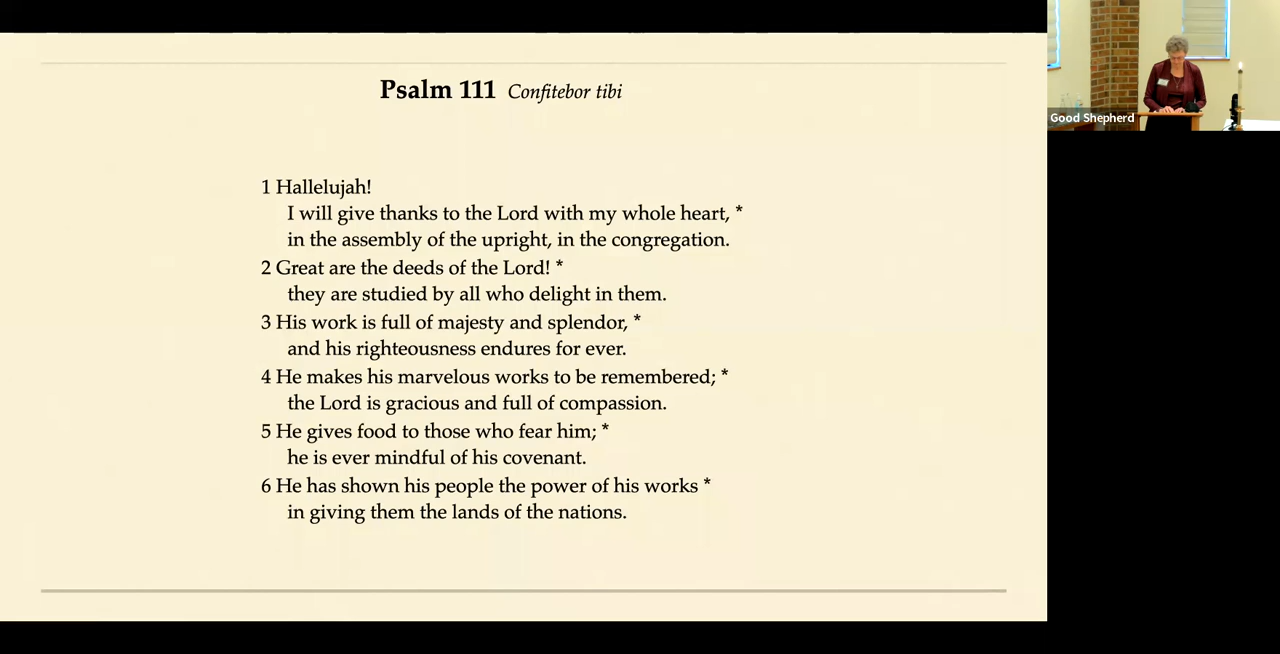 Psalm 111 Confitebor tibi
1 Hallelujah!
I will give thanks to the Lord with my whole heart, *
in the assembly of the upright, in the congregation.
2 Great are the deeds of the Lord! *
they are studied by all who delight in them.
3 His work is full of majesty and splendor, *
and his righteousness endures for ever.
4 He makes his marvelous works to be remembered; *
the Lord is gracious and full of compassion.
5 He gives food to those who fear him; *
he is ever mindful of his covenant.
6 He has shown his people the power of his works *
in giving them the lands of the nations.
Good Shepherd